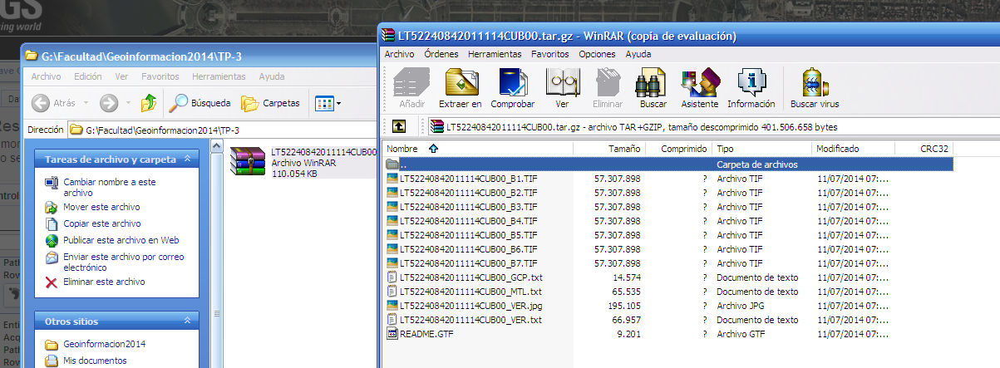 GS
ing world
G:\Facultad\Geoinformacion2014\TP-3
Archivo Edición Ver Favoritos Herramientas Ayuda
Atrás Búsqueda Carpetas
Dirección G:\Facultad\Geoinformacion2014\TP-3
Tareas de archivo y carpeta
Cambiar nombre a este
archivo
Mover este archivo
Copiar este archivo
Publicar este archivo en Web
Enviar este archivo por correo
electrónico
Eliminar este archivo
Otros sitios
Geoinformacion2014
Mis documentos
LT52240842011114CUB00
Archivo WinRAR
110.054 KB
LT52240842011114CUB00.tar.gz - WinRAR (copia de evaluación)
Archivo Órdenes Herramientas Favoritos Opciones Ayuda
Añadir Extraer en Comprobar Ver Eliminar Buscar Asistente Información Buscar virus
LT52240842011114CUB00.tar.gz - archivo TAR+GZIP, tamaño descomprimido 401.506.658 bytes
Nombre Tamaño Comprimido Tipo Modificado CRC32
.. Carpeta de archivos
LT52240842011114CUB00_B1.TIF 57.307.898 ? Archivo TIF 11/07/2014 07:...
LT52240842011114CUB00_B2.TIF 57.307.898 ? Archivo TIF 11/07/2014 07:...
LT52240842011114CUB00_B3.TIF 57.307.898 ? Archivo TIF 11/07/2014 07:...
LT52240842011114CUB00_B4.TIF 57.307.898 ? Archivo TIF 11/07/2014 07:...
LT52240842011114CUB00_B5.TIF 57.307.898 ? Archivo TIF 11/07/2014 07:...
LT52240842011114CUB00_B6.TIF 57.307.898 ? Archivo TIF 11/07/2014 07:...
LT52240842011114CUB00_B7.TIF 57.307.898 ? Archivo TIF 11/07/2014 07:...
LT52240842011114CUB00_GCP.txt 14.574 ? Documento de texto 11/07/2014 07:...
LT52240842011114CUB00_MTL.txt 65.535 ? Documento de texto 11/07/2014 07:...
LT52240842011114CUB00_VER.jpg 195.105 ? Archivo JPG 11/07/2014 07:...
LT52240842011114CUB00_VER.txt 66.957 ? Documento de texto 11/07/2014 07:...
README.GTF 9.201 ? Archivo GTF 11/07/2014 07:...